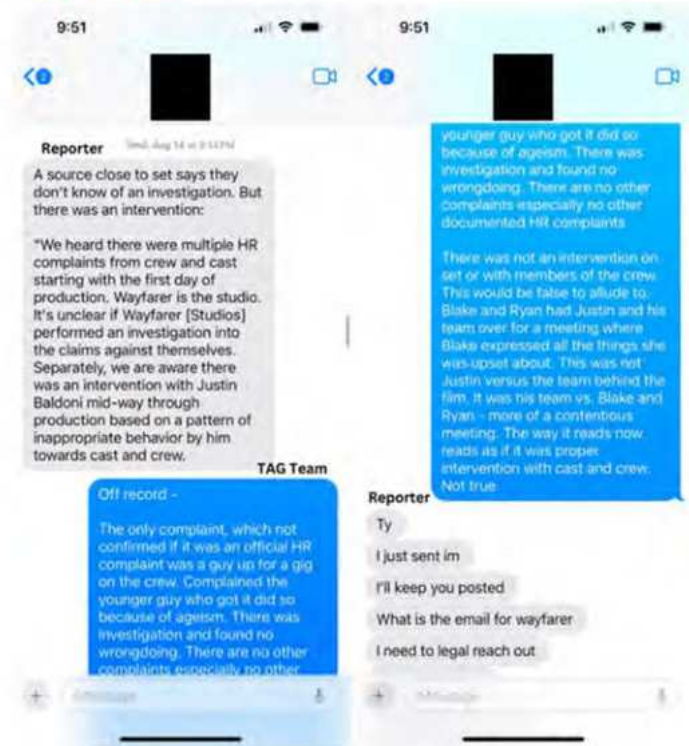 9:51
2
Reporter
A source close to set says they
don't know of an investigation. But
there was an intervention:
"We heard there were multiple HR
complaints from crew and cast
starting with the first day of
production. Wayfarer is the studio.
It's unclear if Wayfarer [Studios]
performed an investigation into
the claims against themselves.
Separately, we are aware there
was an intervention with Justin
Baldoni mid-way through
production based on a pattern of
inappropriate behavior by him
towards cast and crew.
TAG Team
Off record -
The only complaint, which not
confirmed if it was an official HR
complaint was a guy up for a gig
on the crew. Complained the
younger guy who got it did so
because of ageism. There was
investigation and found no
wrongdoing. There are no other
complaints especially no other
9:51
2
younger guy who got it did so
because of ageism. There was
investigation and found no
wrongdoing. There are no other
complaints especially no other
documented HR complaints
There was not an intervention on
set or with members of the crew.
This would be false to allude to.
Blake and Ryan had Justin and his
team over for a meeting where
Blake expressed all the things she
was upset about. This was not
Justin versus the team behind the
film. It was his team vs. Blake and
Ryan - more of a contentious
meeting. The way it reads now
reads as if it was proper
intervention with cast and crew.
Not true
Reporter
Ty
I just sent im
I'll keep you posted
What is the email for wayfarer
I need to legal reach out